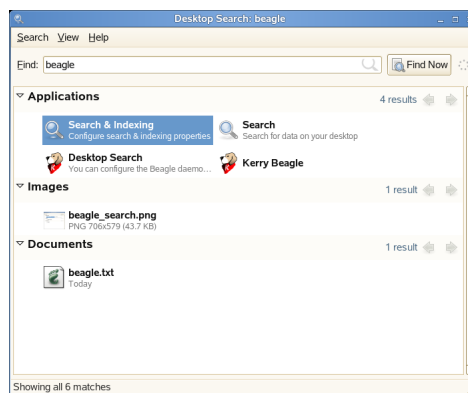 Desktop Search: beagle
Search View Help
Find: beagle Find Now
Applications 4 results
Search & Indexing Search
Configure search & indexing properties Search for data on your desktop
Desktop Search Kerry Beagle
You can configure the Beagle daemo...
Images 1 result
beagle_search.png
PNG 706x579 (43.7 KB)
Documents 1 result
beagle.txt
Today
Showing all 6 matches